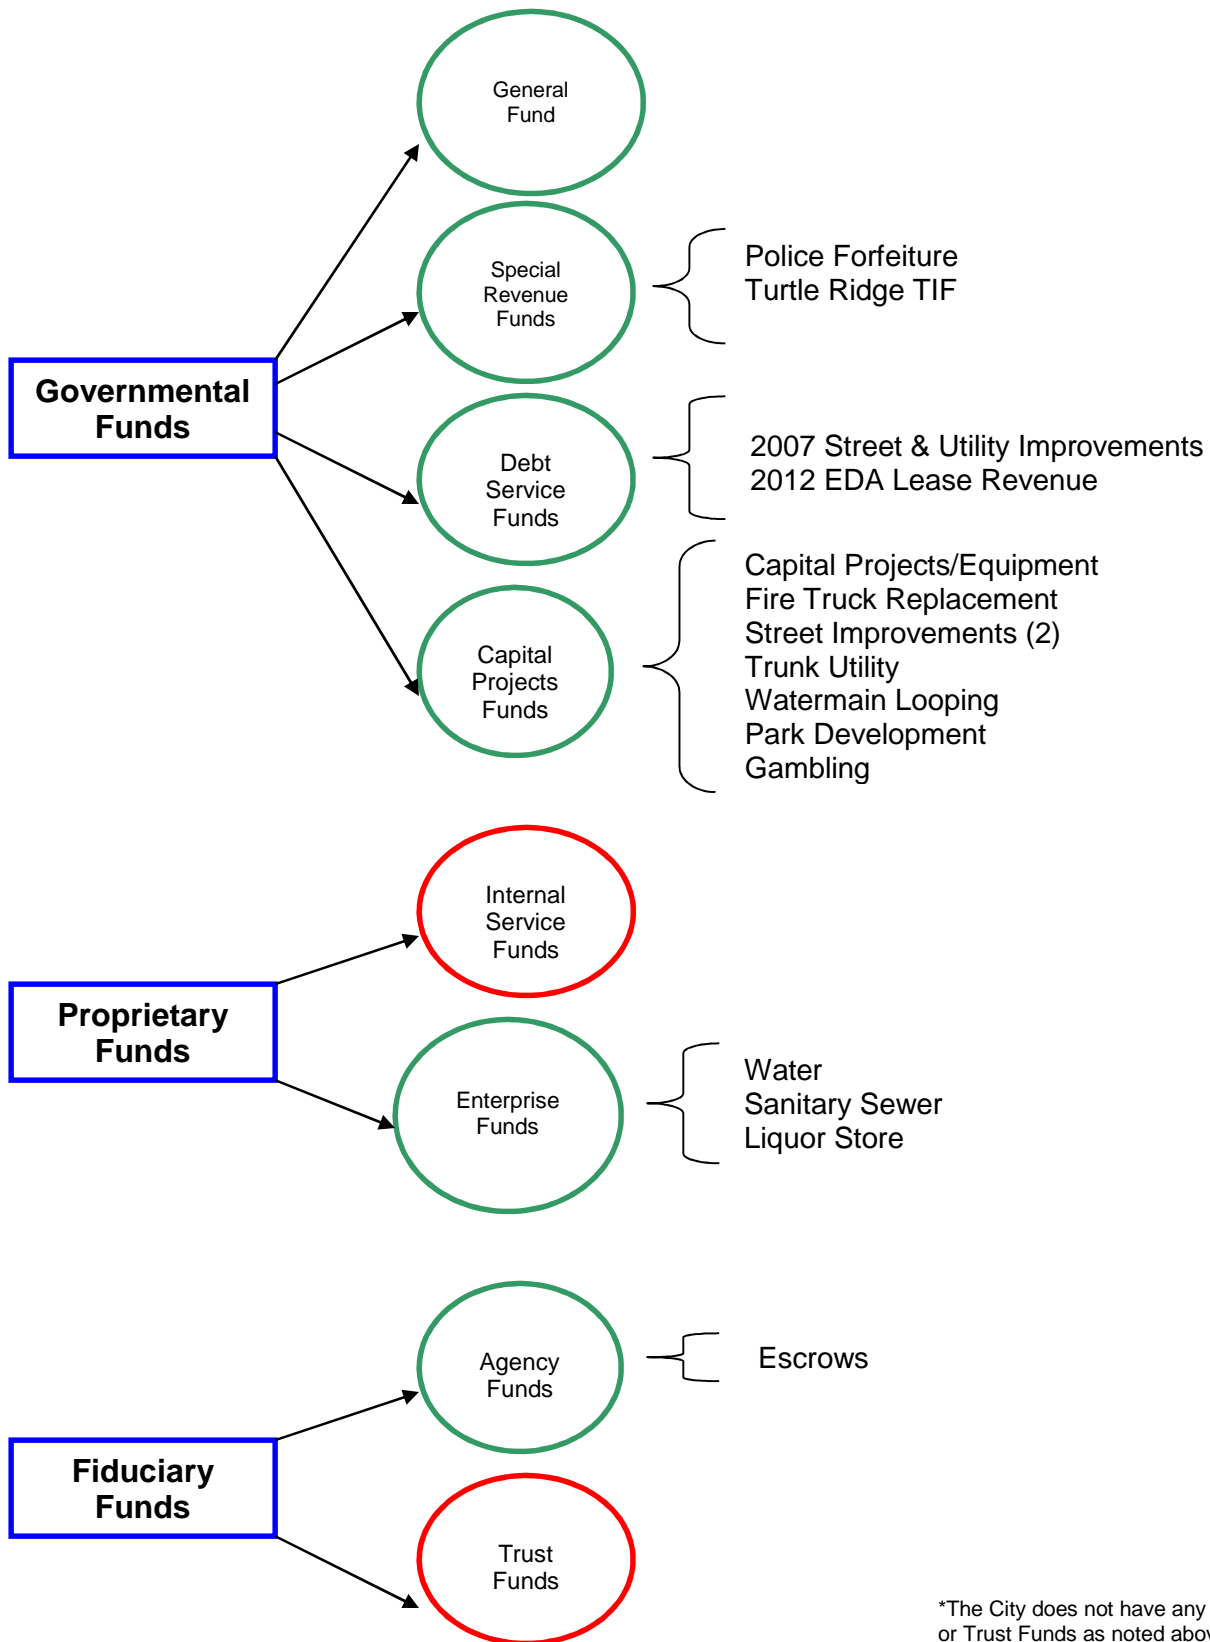 General
Fund
Special
Revenue
Funds
Police Forfeiture
Turtle Ridge TIF
Governmental
Funds
Debt
Service
Funds
2007 Street & Utility Improvements
2012 EDA Lease Revenue
Capital
Projects
Funds
Capital Projects/Equipment
Fire Truck Replacement
Street Improvements (2)
Trunk Utility
Watermain Looping
Park Development
Gambling
Internal
Service
Funds
Proprietary
Funds
Enterprise
Funds
Water
Sanitary Sewer
Liquor Store
Agency
Funds
Escrows
Fiduciary
Funds
Trust
Funds
*The City does not have any
or Trust Funds as noted abov